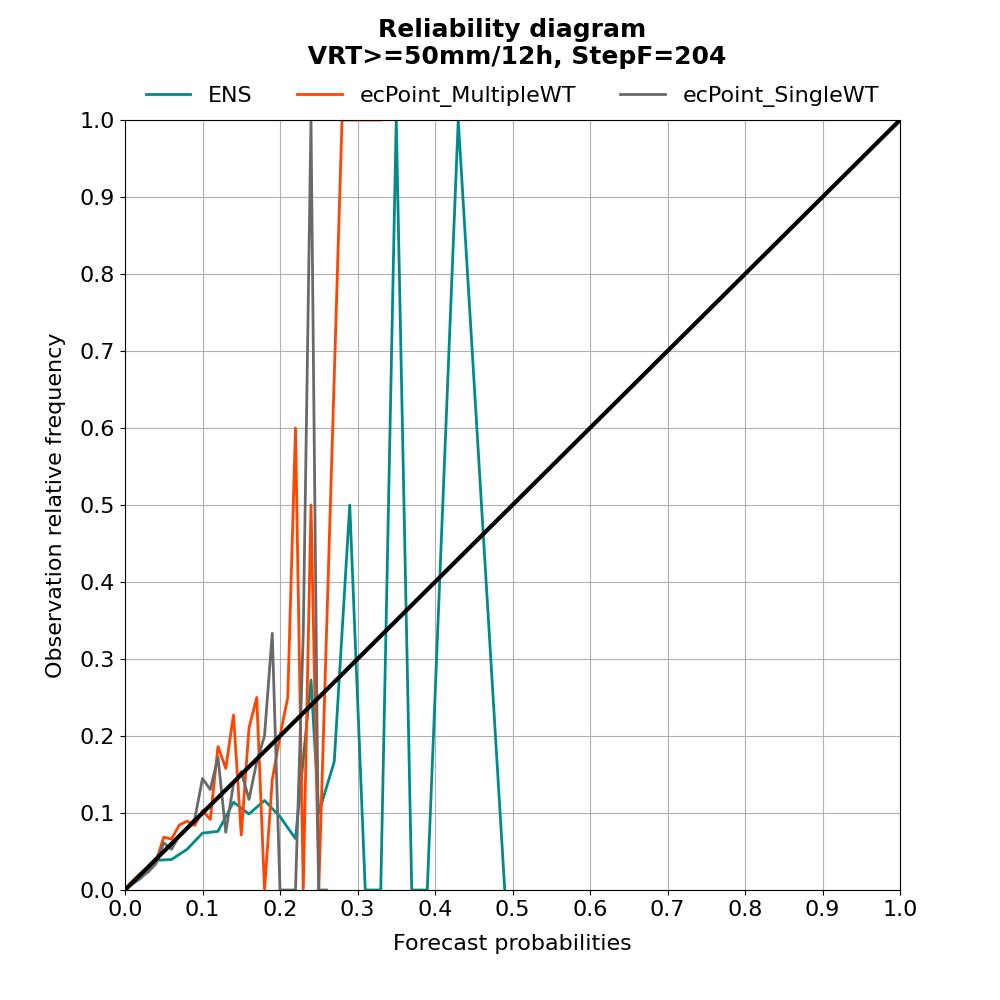 Reliability diagram
VRT>=50mm/12h, StepF=204
ENS ecPoint_MultipleWT ecPoint_SingleWT
1.0
0.9
0.8
0.7
0.6
0.5
0.4
0.3
0.2
0.1
0.0
Observation relative frequency
0.0 0.1 0.2 0.3 0.4 0.5 0.6 0.7 0.8 0.9 1.0
Forecast probabilities